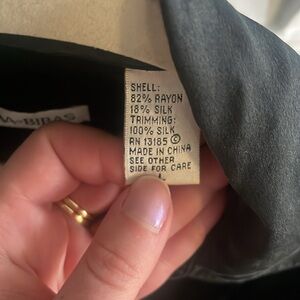 SHELL:
82% RAYON
18% SILK
TRIMMING:
100% SILK
RN 13185 ©
MADE IN CHINA
SEE OTHER
SIDE FOR CARE
L